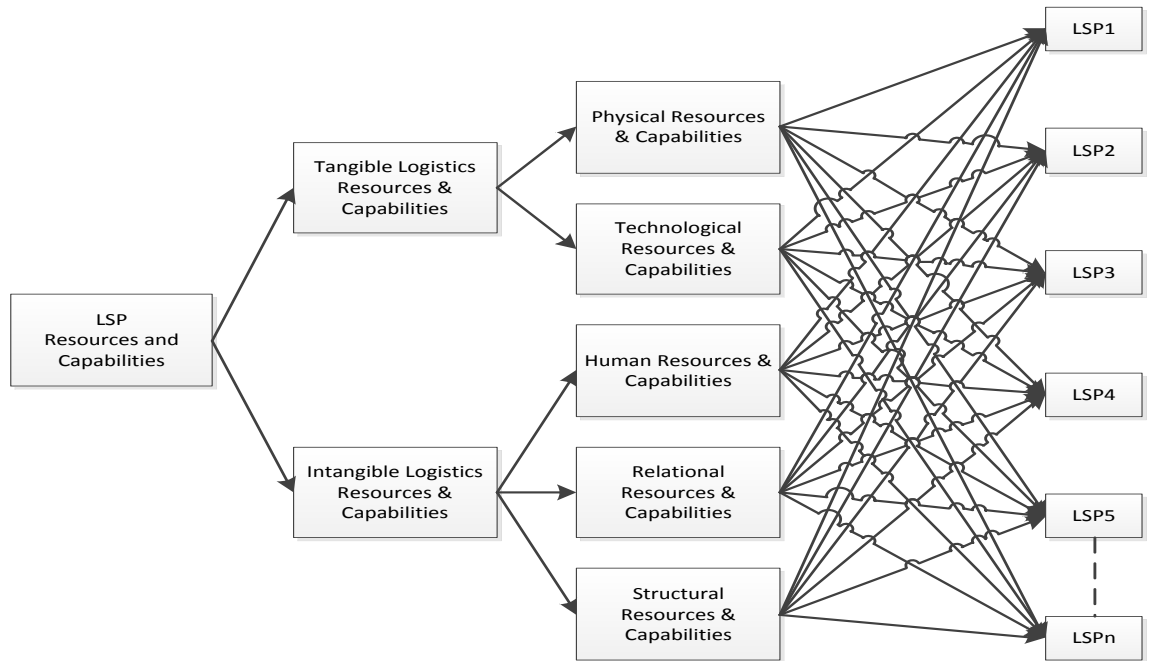 LSP
Resources and
Capabilities
Tangible Logistics
Resources &
Capabilities
Intangible Logistics
Resources &
Capabilities
Physical Resources
& Capabilities
Technological
Resources &
Capabilities
Human Resources &
Capabilities
Relational
Resources &
Capabilities
Structural
Resources &
Capabilities
LSP1
LSP2
LSP3
LSP4
LSP5
LSPn